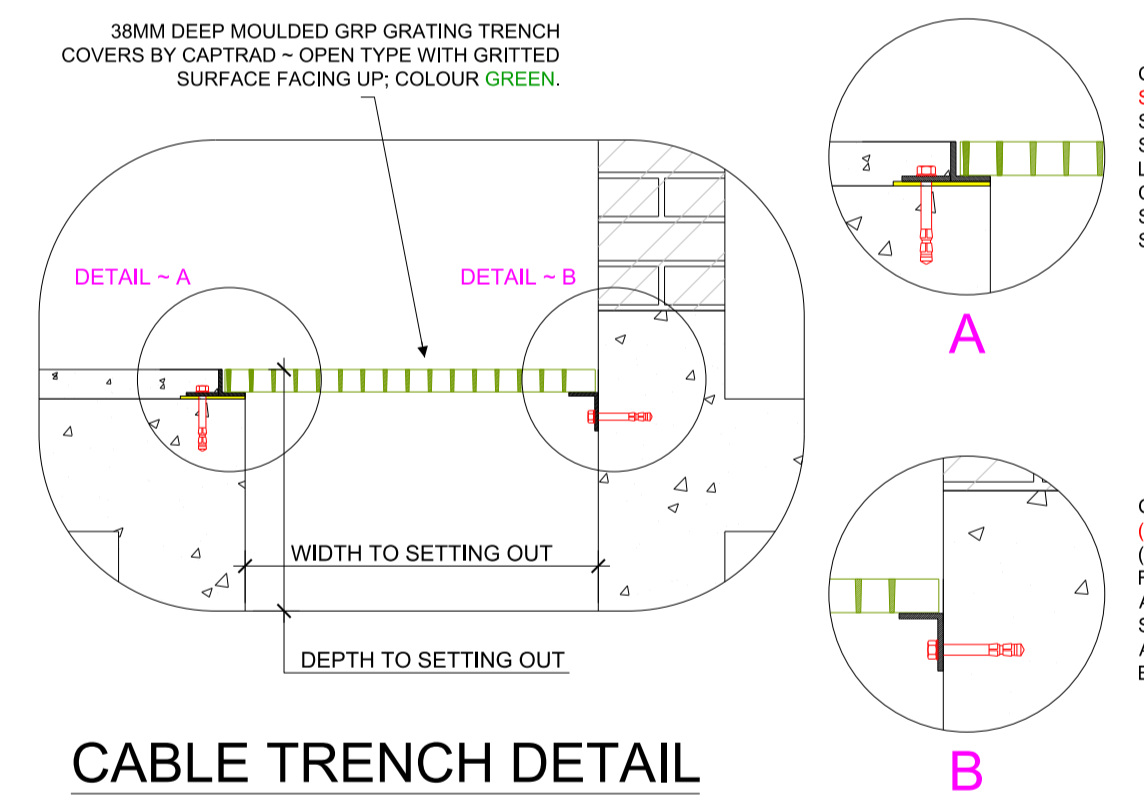 38MM DEEP MOULDED GRP GRATING TRENCH
COVERS BY CAPTRAD ~ OPEN TYPE WITH GRITTED
SURFACE FACING UP; COLOUR GREEN.
DETAIL ~ A
DETAIL ~ B
WIDTH TO SETTING OUT
DEPTH TO SETTING OUT
CABLE TRENCH DETAIL
A
B